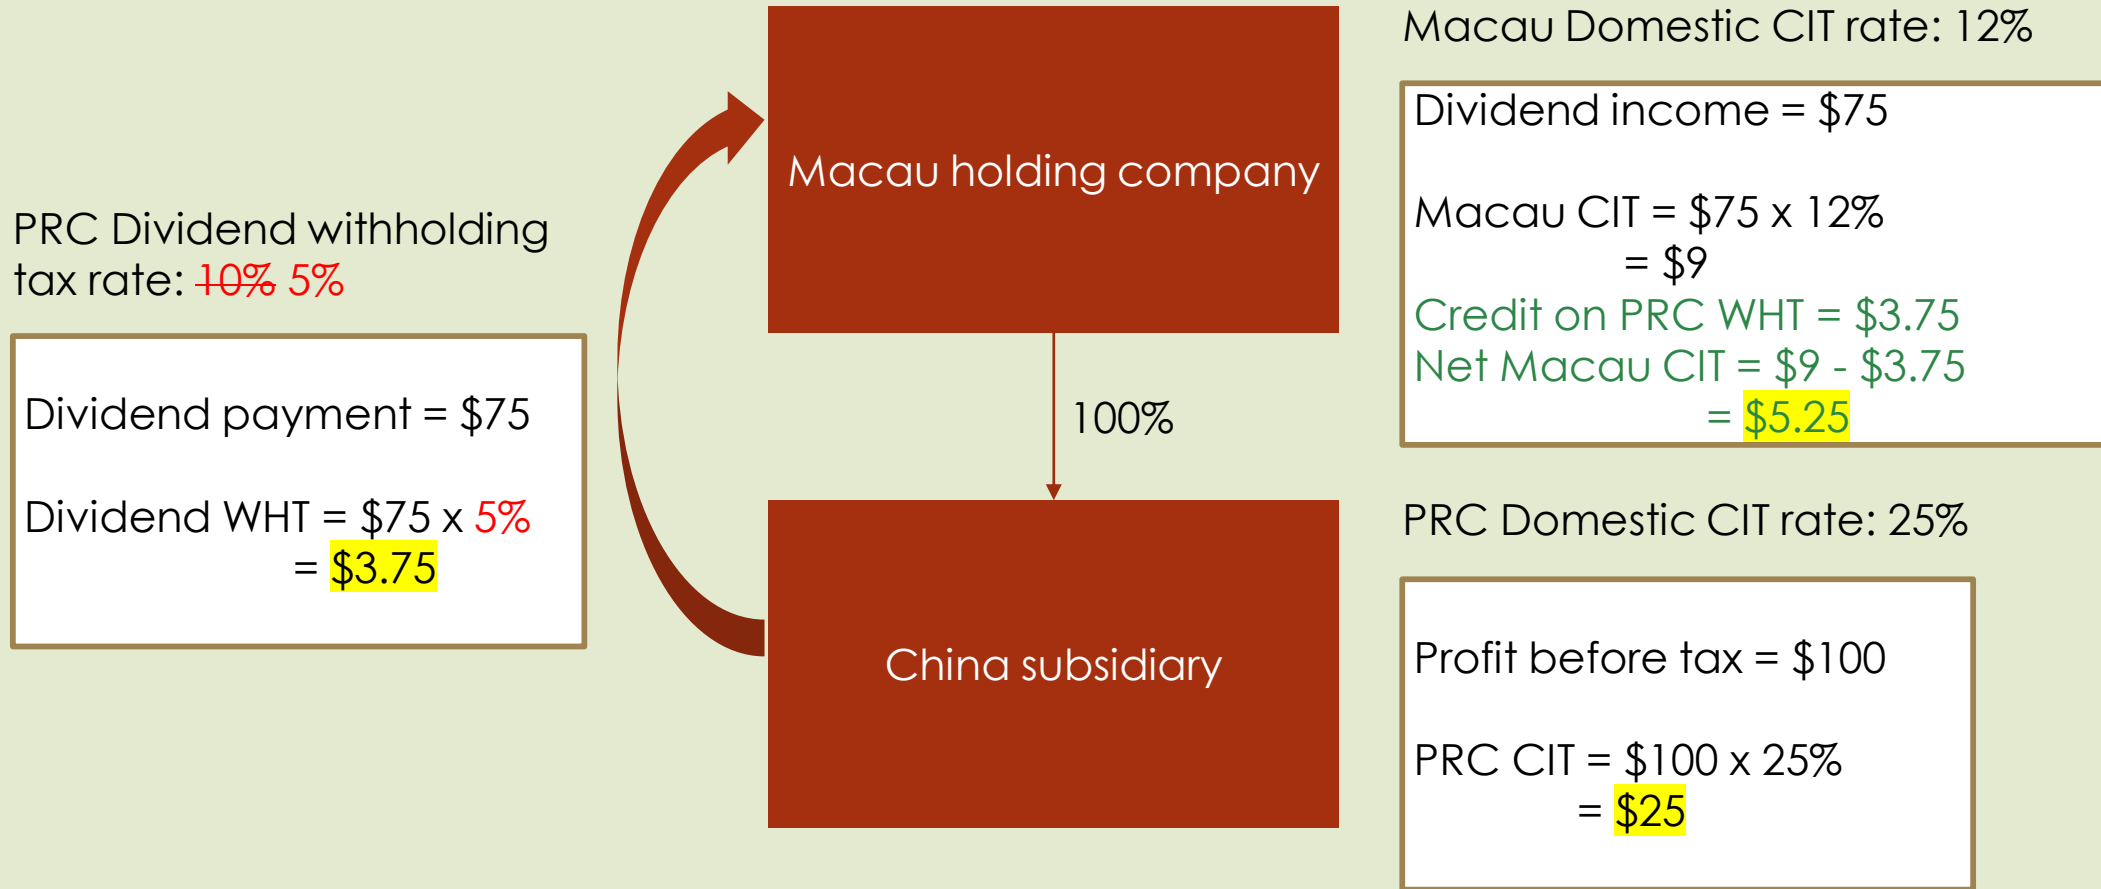 PRC Dividend withholding
tax rate: 10% 5%
Dividend payment = $75
Dividend WHT = $75 x 5%
= $3.75
Macau holding company
100%
China subsidiary
Macau Domestic CIT rate: 12%
Dividend income = $75
Macau CIT = $75 x 12%
= $9
Credit on PRC WHT = $3.75
Net Macau CIT = $9 - $3.75
= $5.25
PRC Domestic CIT rate: 25%
Profit before tax = $100
PRC CIT = $100 x 25%
= $25